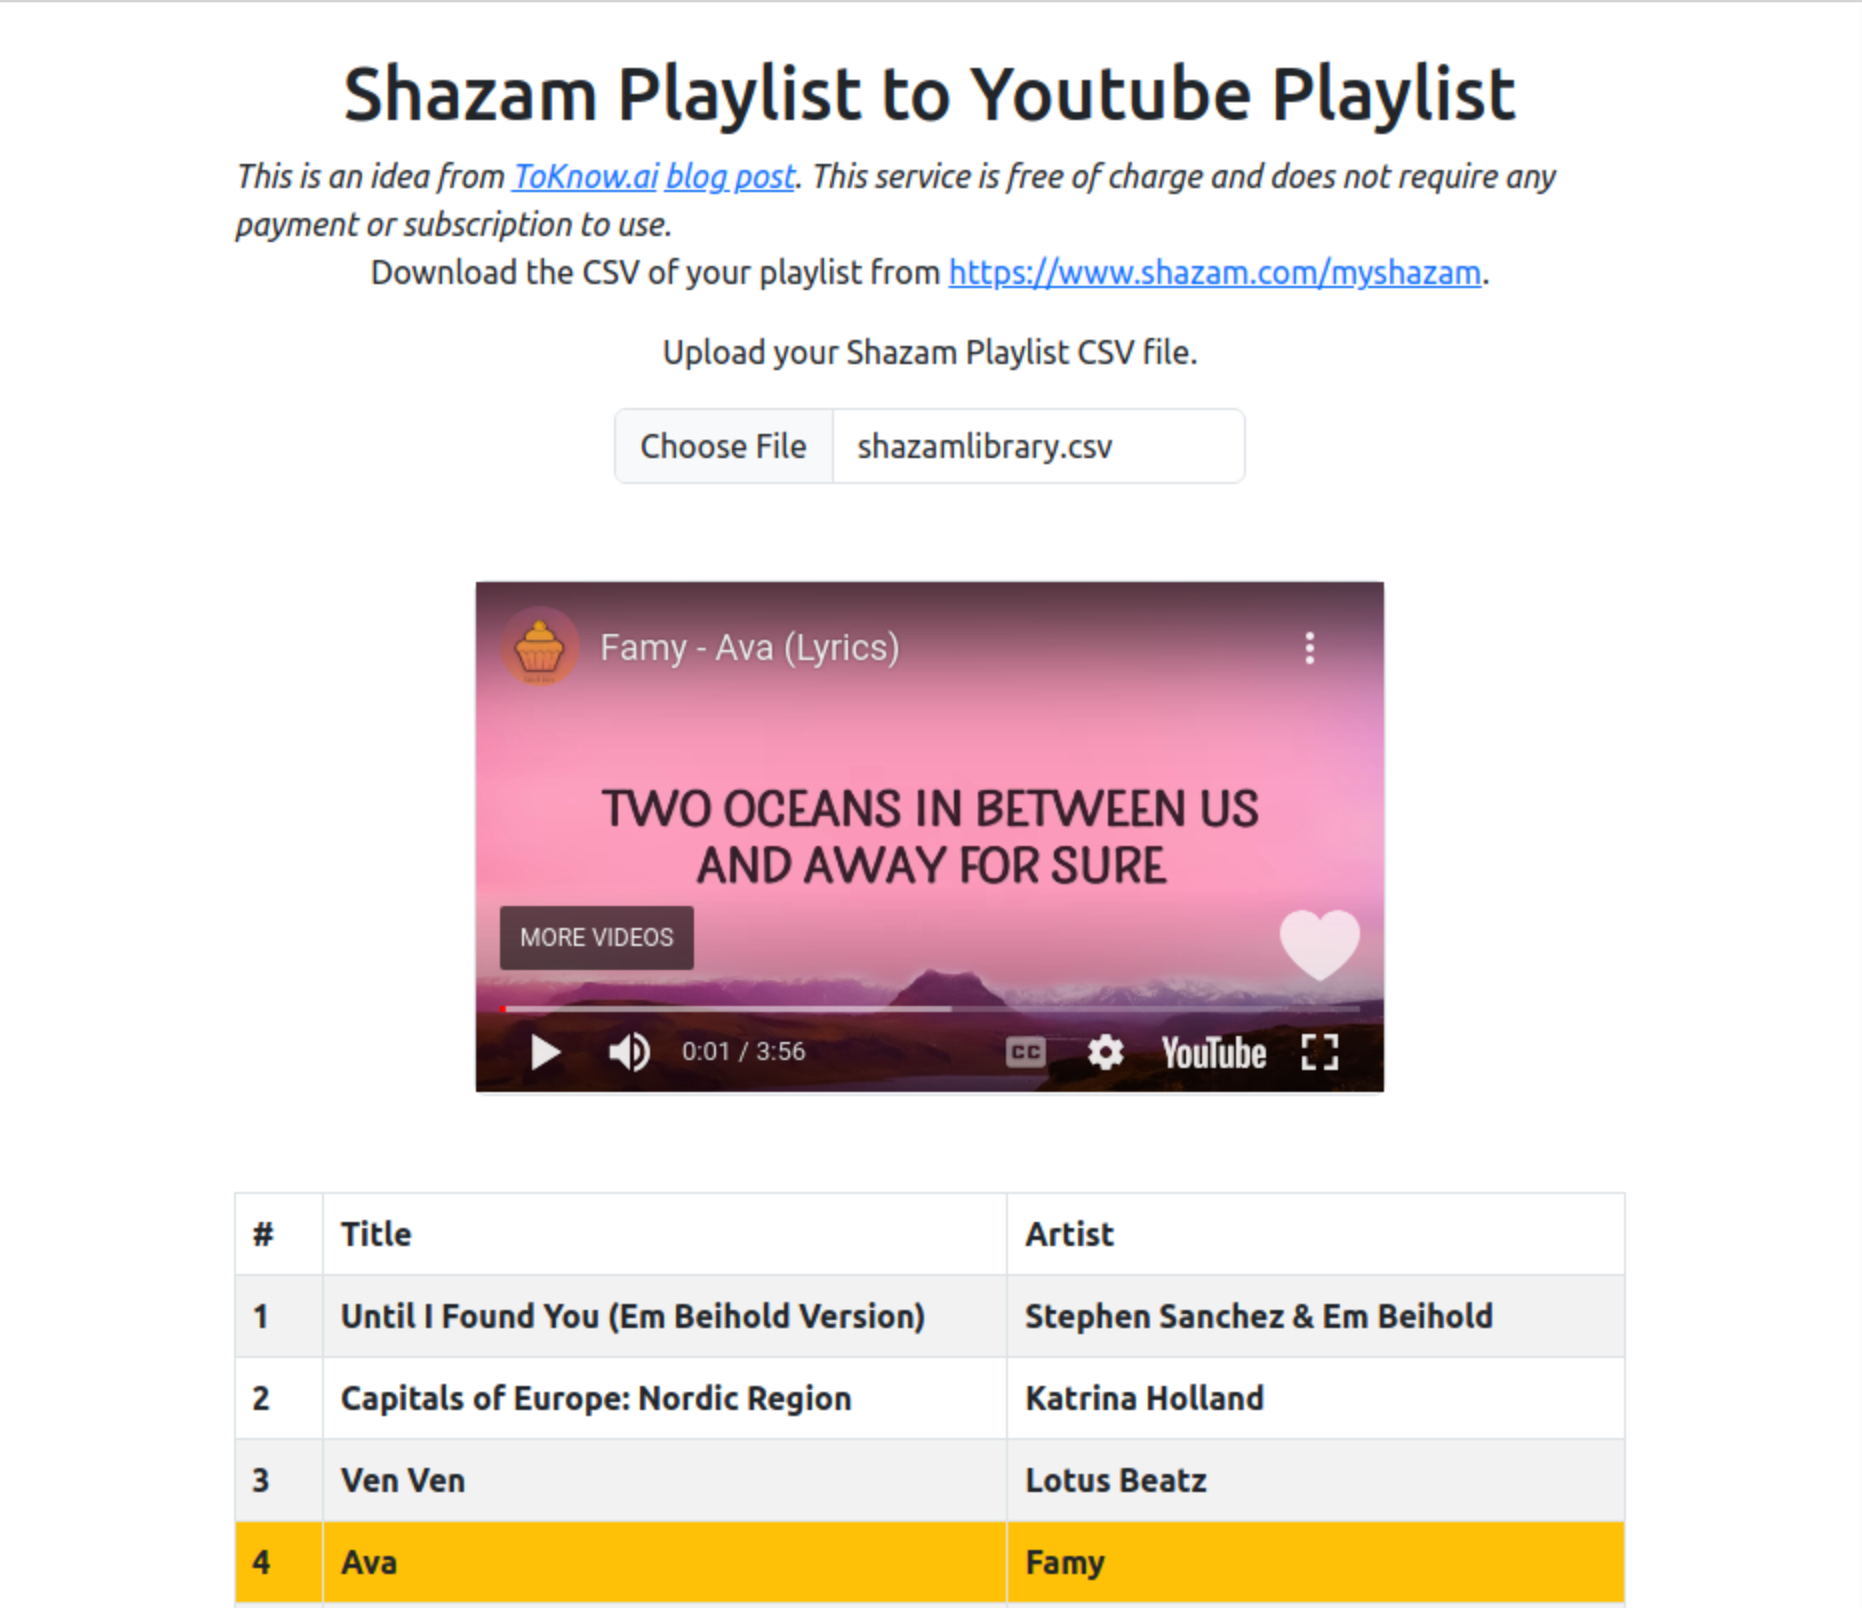 Shazam Playlist to Youtube Playlist
This is an idea from ToKnow.ai blog post. This service is free of charge and does not require any
payment or subscription to use.
Download the CSV of your playlist from https://www.shazam.com/myshazam.
Upload your Shazam Playlist CSV file.
Choose File shazamlibrary.csv
Famy - Ava (Lyrics)
TWO OCEANS IN BETWEEN US
AND AWAY FOR SURE
MORE VIDEOS
0:01 / 3:56 CC YouTube
# Title Artist
1 Until I Found You (Em Beihold Version) Stephen Sanchez & Em Beihold
2 Capitals of Europe: Nordic Region Katrina Holland
3 Ven Ven Lotus Beatz
4 Ava Famy